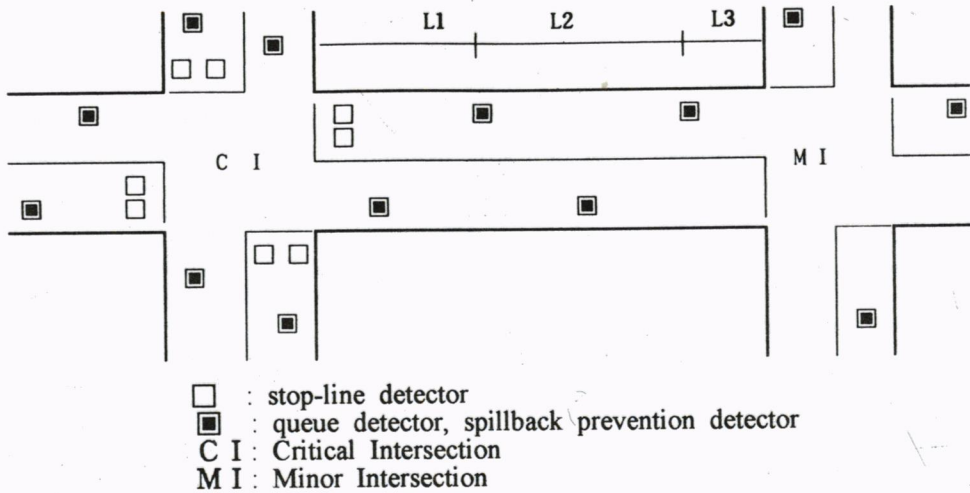 L1 L2 L3
C I M I
: stop-line detector
: queue detector, spillback prevention detector
C I : Critical Intersection
M I : Minor Intersection